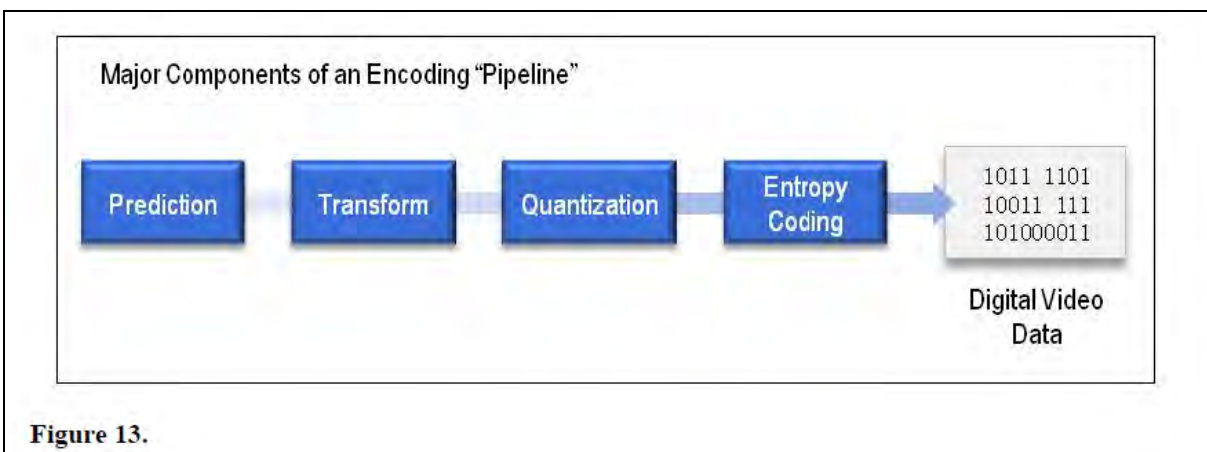 Major Components of an Encoding “Pipeline”
Prediction
Transform
Quantization
Entropy
Coding
1011 1101
10011 111
101000011
Digital Video
Data
Figure 13.